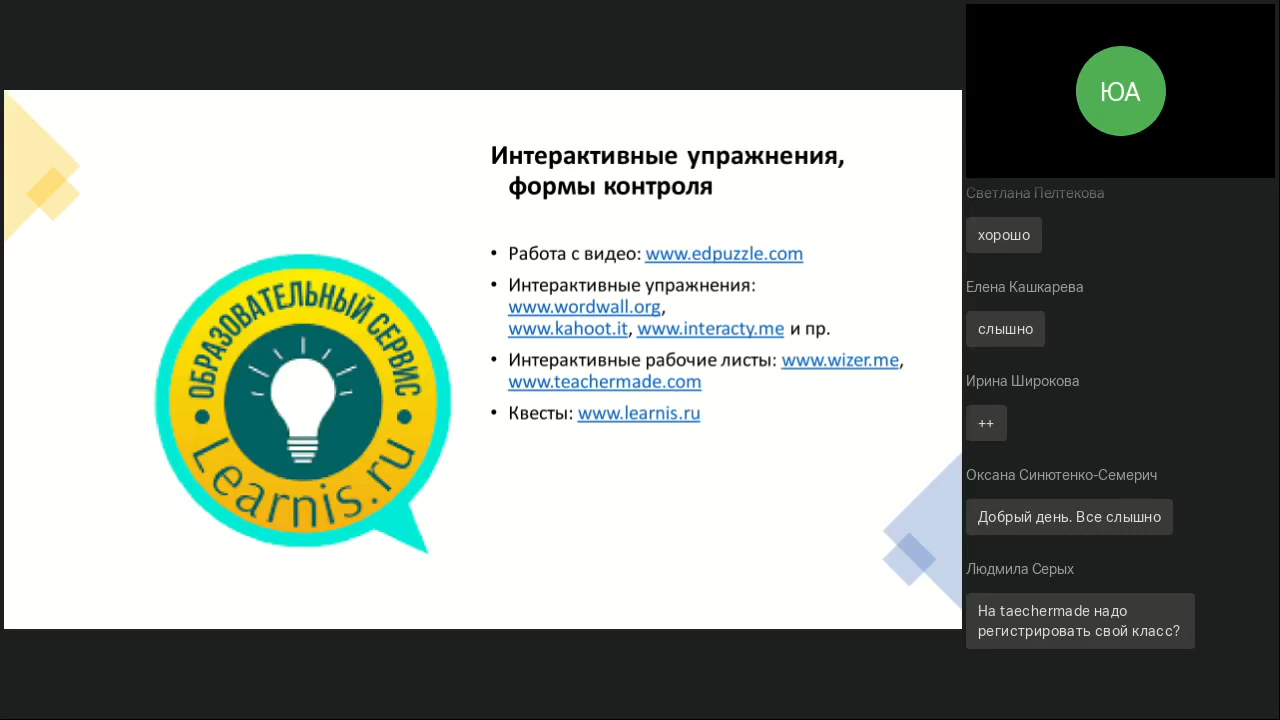 Интерактивные упражнения,
формы контроля
• Работа с видео: www.edpuzzle.com
• Интерактивные упражнения:
www.wordwall.org,
www.kahoot.it, www.interacty.me и пр.
• Интерактивные рабочие листы: www.wizer.me,
www.teachermade.com
• Квесты: www.learnis.ru
ОБРАЗОВАТЕЛЬНЫЙ СЕРВИС
Learnis.ru
ЮА
Светлана Пелтекова
хорошо
Елена Кашкарева
слышно
Ирина Широкова
++
Оксана Синютенко-Семерич
Добрый день. Все слышно
Людмила Серых
На taechermade надо
регистрировать свой класс?